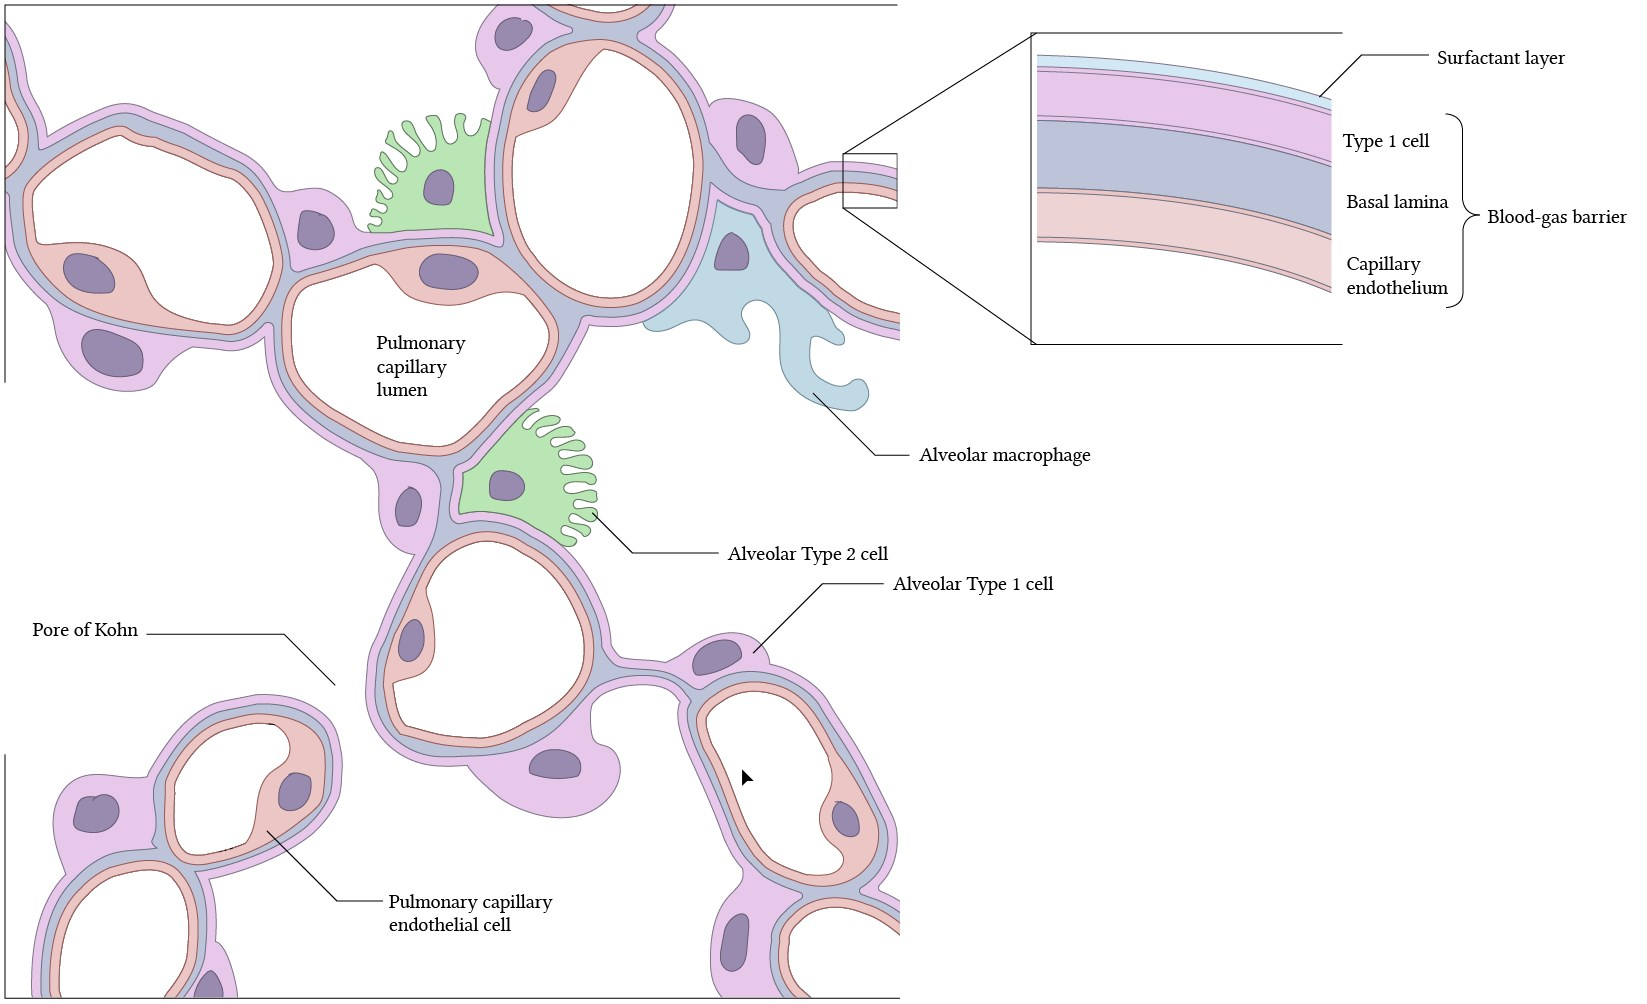 Surfactant layer
Type 1 cell
Basal lamina
Blood-gas barrier
Capillary
endothelium
Pulmonary
capillary
lumen
Alveolar macrophage
Alveolar Type 2 cell
Alveolar Type 1 cell
Pore of Kohn
Pulmonary capillary
endothelial cell